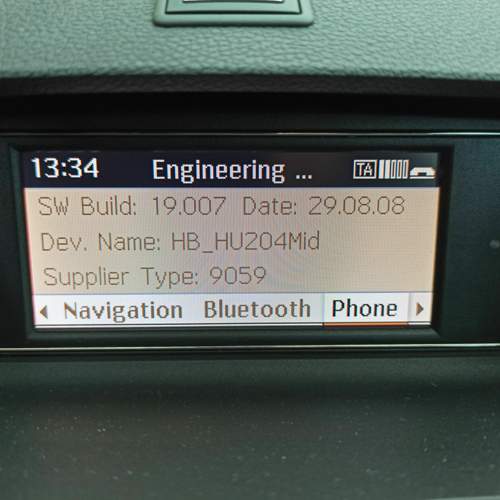 13:34 Engineering ... TA
SW Build: 19.007 Date: 29.08.08
Dev. Name: HB_HU204Mid
Supplier Type: 9059
Navigation Bluetooth Phone